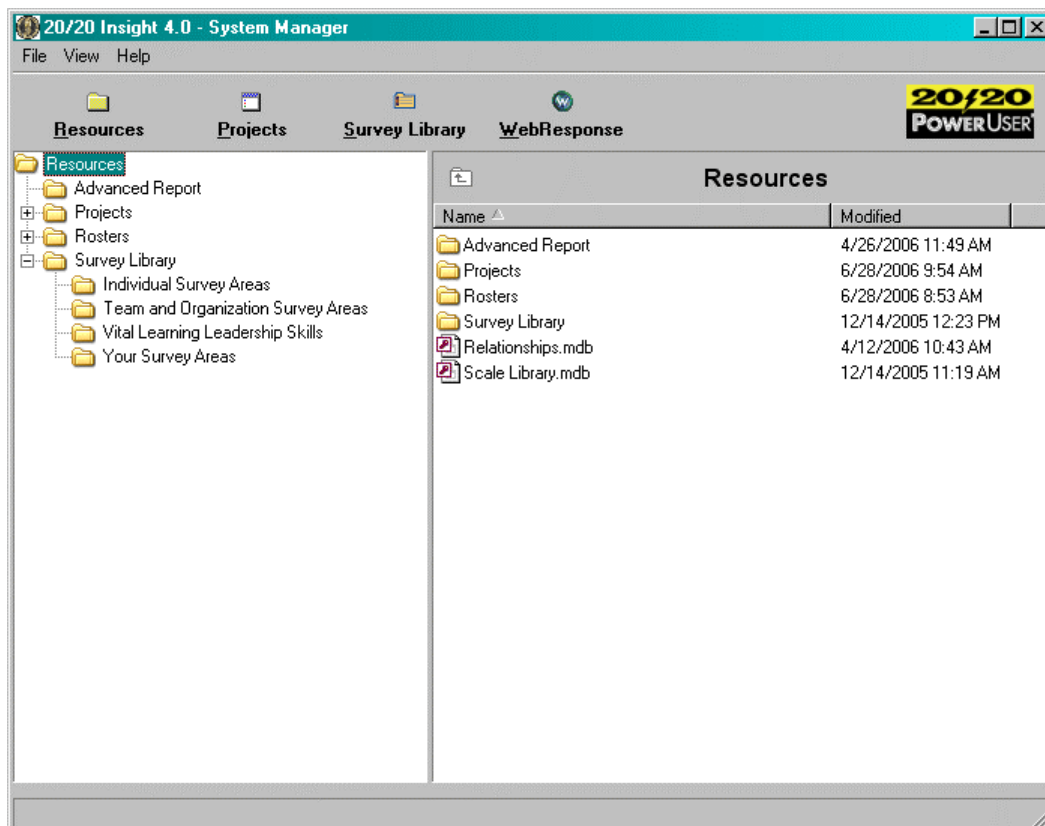 20/20 Insight 4.0 - System Manager
File View Help
Resources Projects Survey Library WebResponse
20/20
POWERUSER
Resources
Advanced Report
Projects
Rosters
Survey Library
Individual Survey Areas
Team and Organization Survey Areas
Vital Learning Leadership Skills
Your Survey Areas
Resources
Name Modified
Advanced Report 4/26/2006 11:49 AM
Projects 6/28/2006 9:54 AM
Rosters 6/28/2006 8:53 AM
Survey Library 12/14/2005 12:23 PM
Relationships.mdb 4/12/2006 10:43 AM
Scale Library.mdb 12/14/2005 11:19 AM